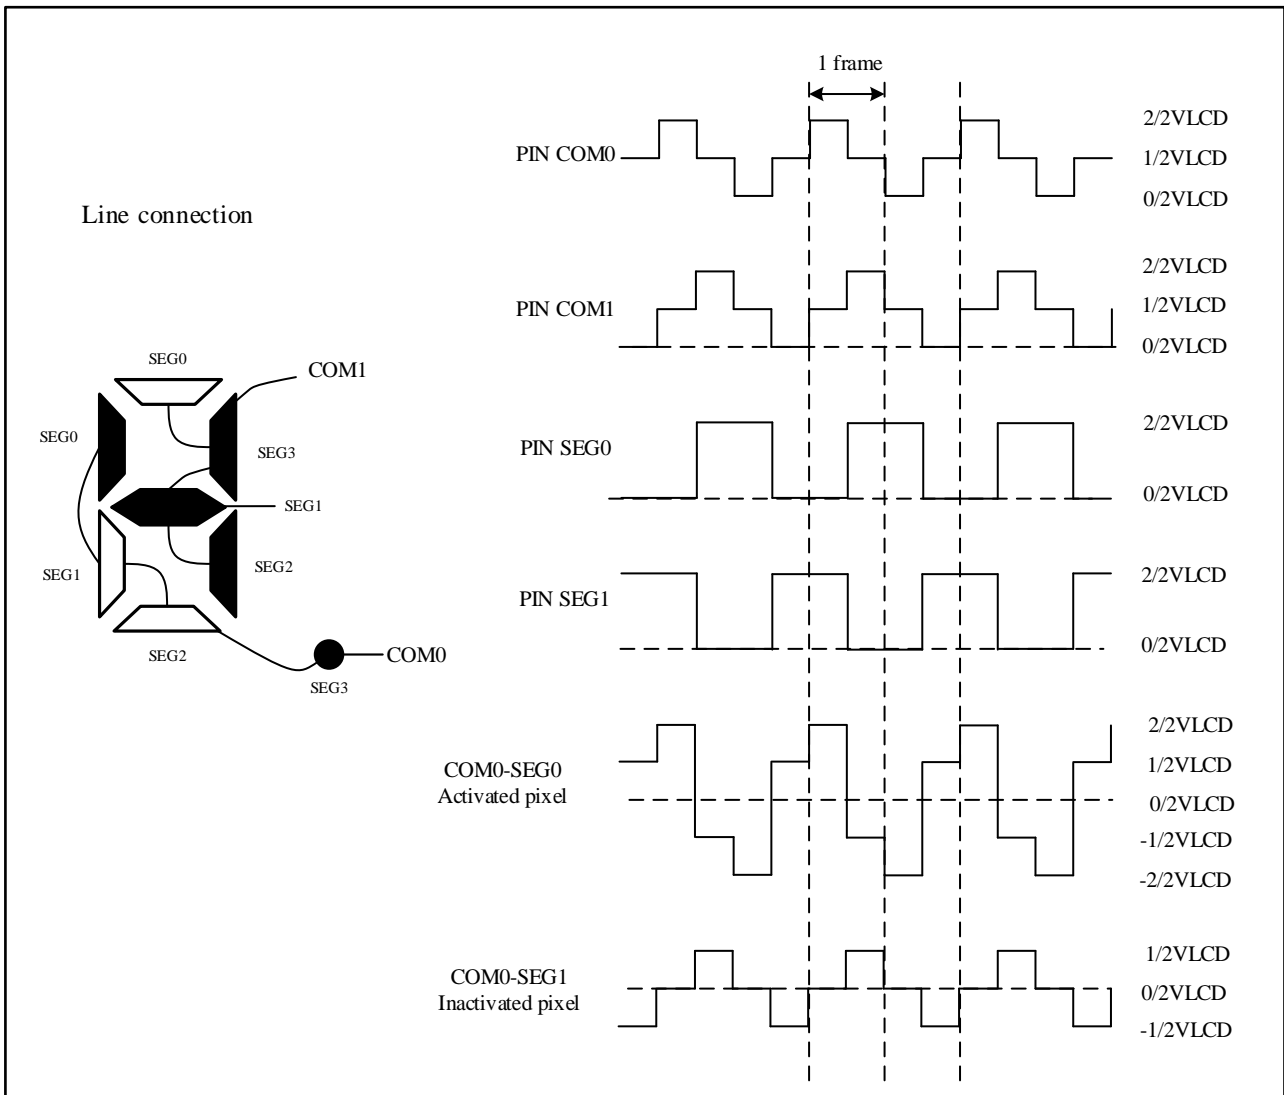 1 frame
PIN COM0
2/2VLCD
1/2VLCD
0/2VLCD
Line connection
PIN COM1
2/2VLCD
1/2VLCD
0/2VLCD
SEG0
COM1
SEG0
SEG3
SEG1
SEG1
SEG2
SEG2
COM0
SEG3
PIN SEG0
2/2VLCD
0/2VLCD
PIN SEG1
2/2VLCD
0/2VLCD
COM0-SEG0
Activated pixel
2/2VLCD
1/2VLCD
0/2VLCD
-1/2VLCD
-2/2VLCD
COM0-SEG1
Inactivated pixel
1/2VLCD
0/2VLCD
-1/2VLCD